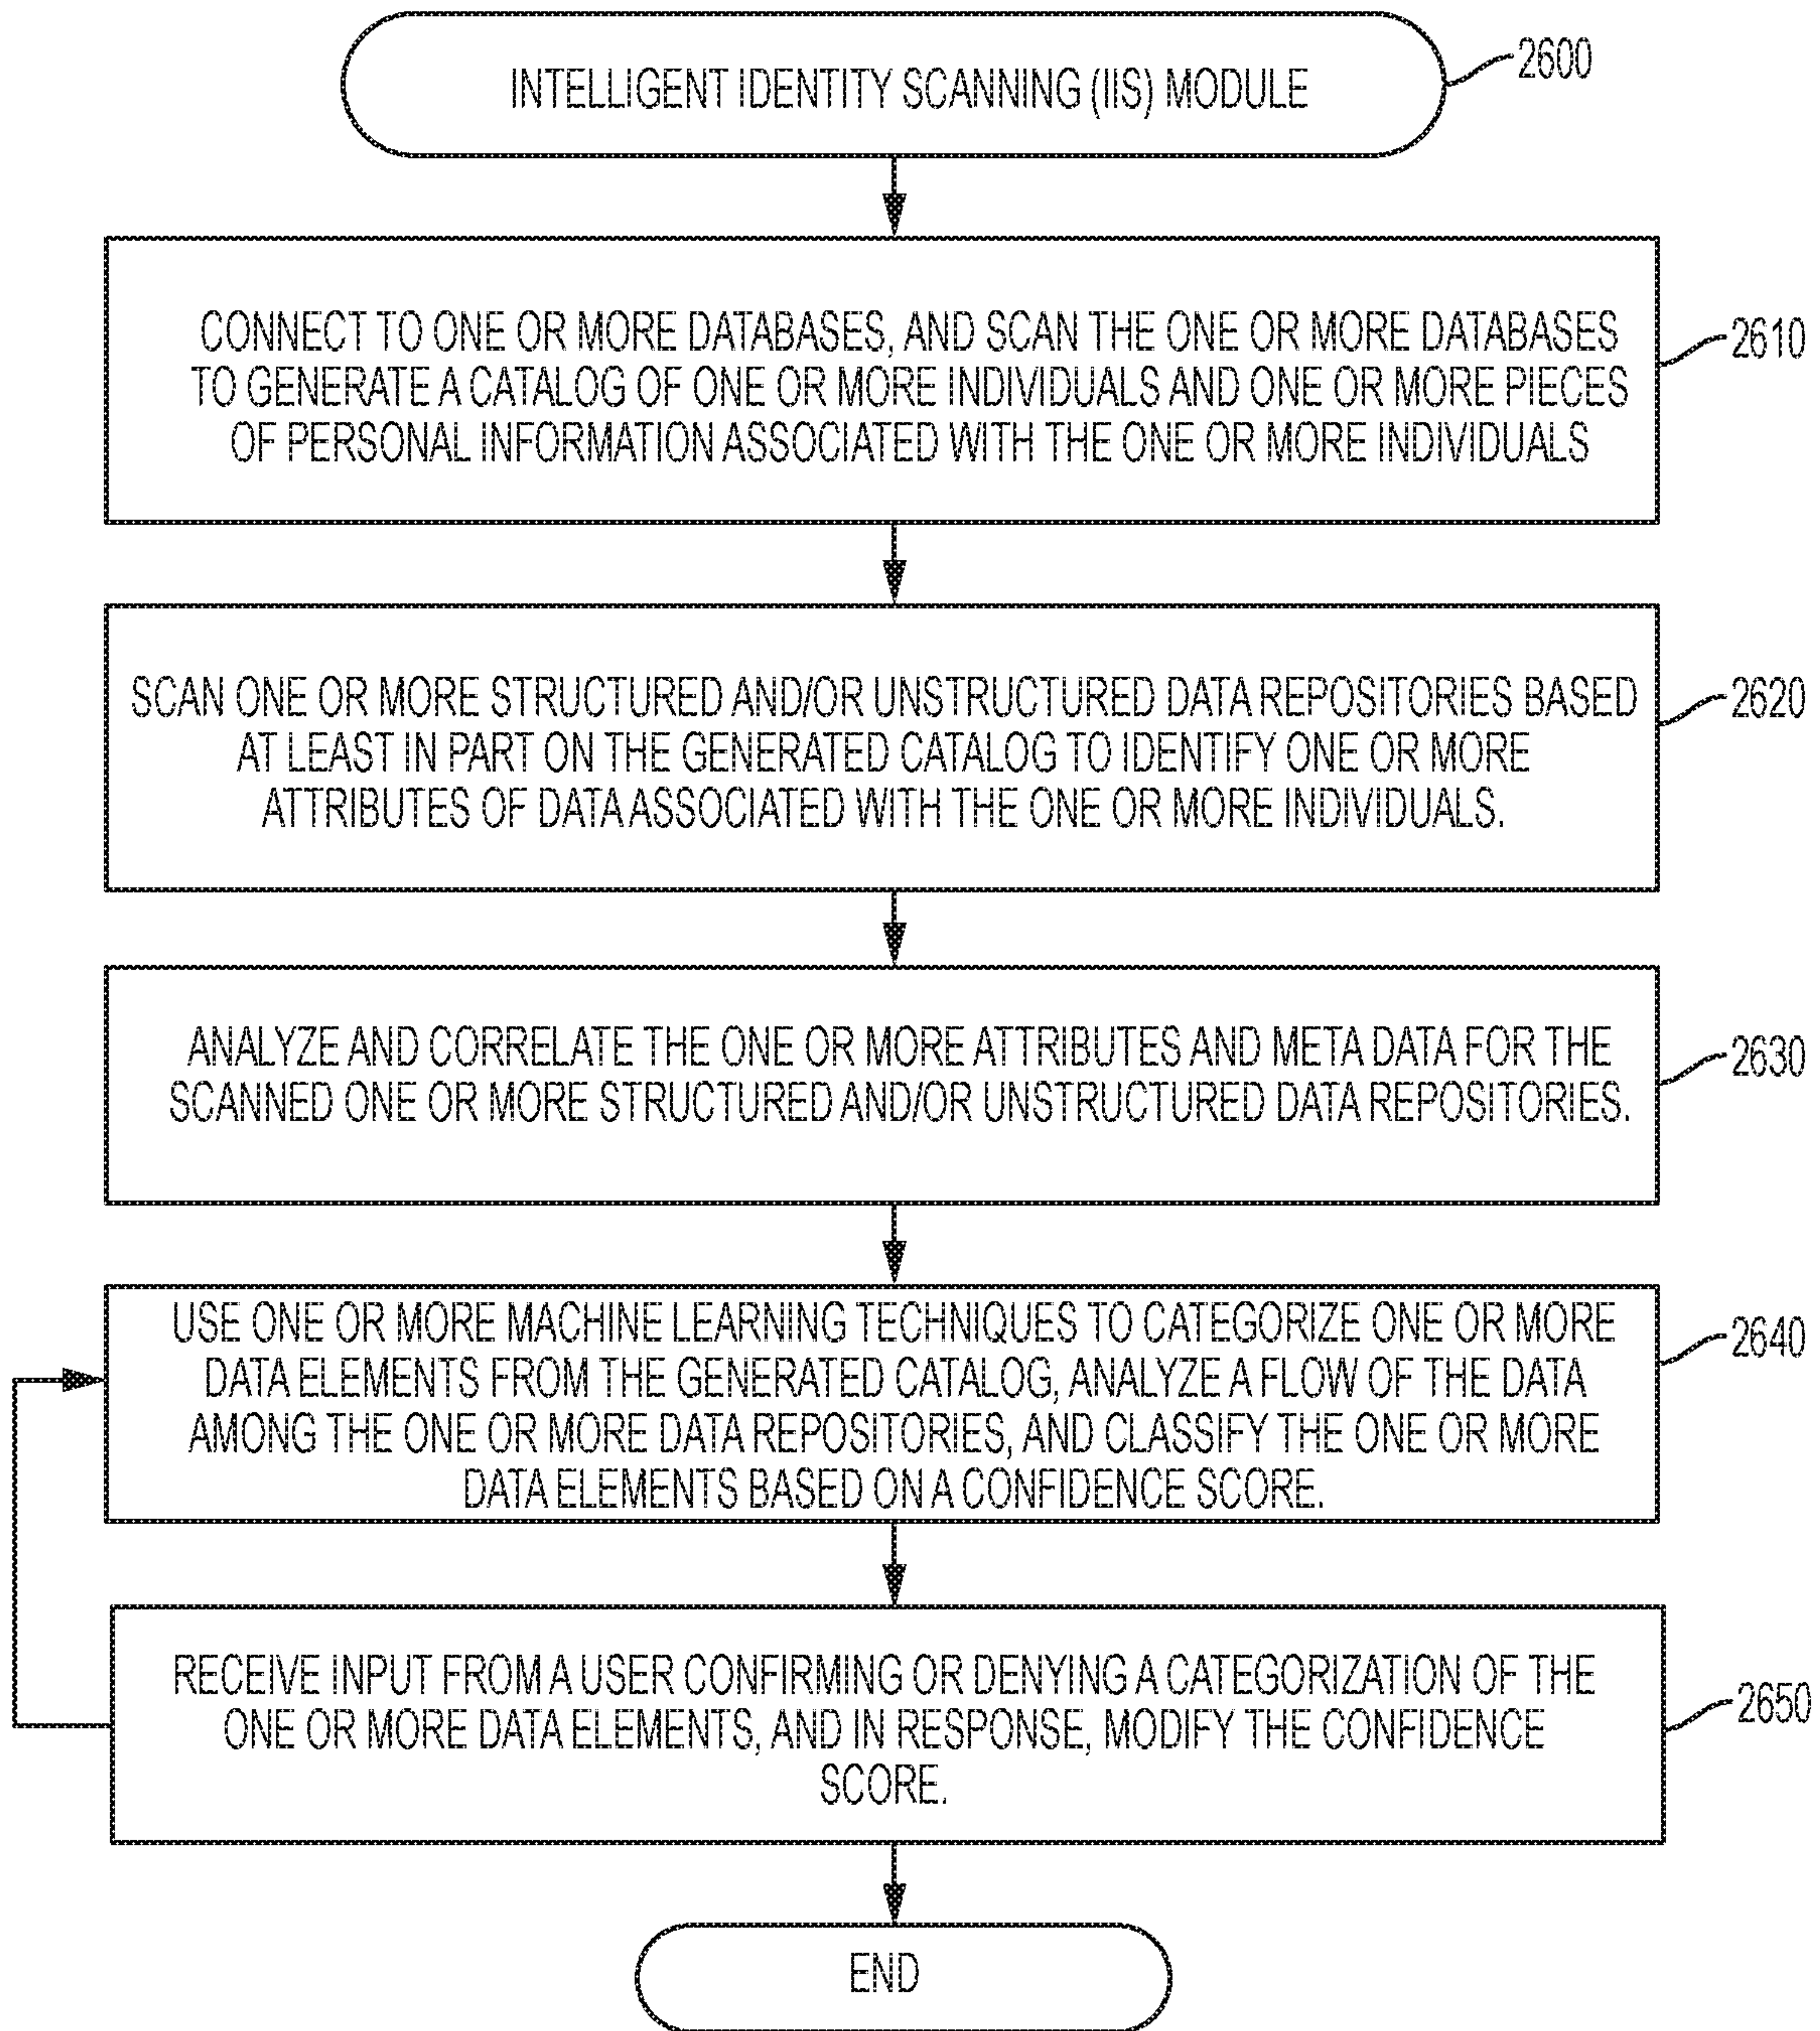 INTELLIGENT IDENTITY SCANNING (IIS) MODULE
2600
CONNECT TO ONE OR MORE DATABASES, AND SCAN THE ONE OR MORE DATABASES
TO GENERATE A CATALOG OF ONE OR MORE INDIVIDUALS AND ONE OR MORE PIECES
OF PERSONAL INFORMATION ASSOCIATED WITH THE ONE OR MORE INDIVIDUALS
2610
SCAN ONE OR MORE STRUCTURED AND/OR UNSTRUCTURED DATA REPOSITORIES BASED
AT LEAST IN PART ON THE GENERATED CATALOG TO IDENTIFY ONE OR MORE
ATTRIBUTES OF DATA ASSOCIATED WITH THE ONE OR MORE INDIVIDUALS.
2620
ANALYZE AND CORRELATE THE ONE OR MORE ATTRIBUTES AND META DATA FOR THE
SCANNED ONE OR MORE STRUCTURED AND/OR UNSTRUCTURED DATA REPOSITORIES.
2630
USE ONE OR MORE MACHINE LEARNING TECHNIQUES TO CATEGORIZE ONE OR MORE
DATA ELEMENTS FROM THE GENERATED CATALOG, ANALYZE A FLOW OF THE DATA
AMONG THE ONE OR MORE DATA REPOSITORIES, AND CLASSIFY THE ONE OR MORE
DATA ELEMENTS BASED ON A CONFIDENCE SCORE.
2640
RECEIVE INPUT FROM A USER CONFIRMING OR DENYING A CATEGORIZATION OF THE
ONE OR MORE DATA ELEMENTS, AND IN RESPONSE, MODIFY THE CONFIDENCE
SCORE.
2650
END